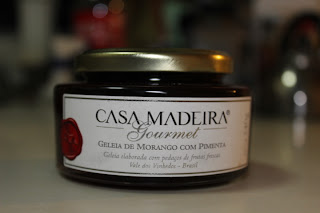 CASA MADEIRA®
Gourmet
GELEIA DE MORANGO COM PIMENTA
Geleia elaborada com pedaços de frutas frescas
Vale dos Vinhedos - Brasil